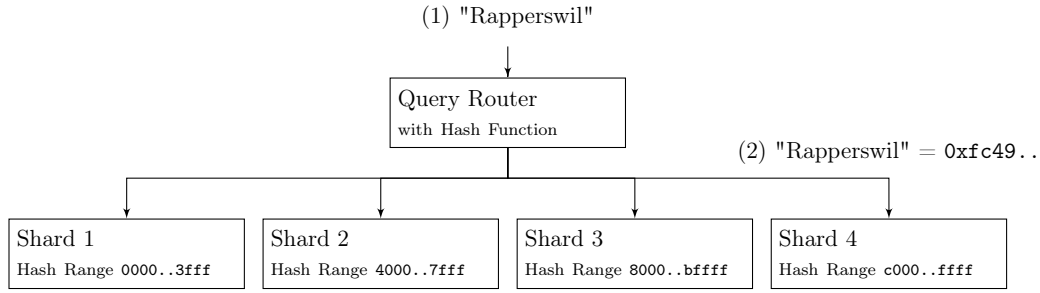 (1) "Rapperswil"
Query Router
with Hash Function
(2) "Rapperswil" = 0xfc49..
Shard 1
Hash Range 0000..3fff
Shard 2
Hash Range 4000..7fff
Shard 3
Hash Range 8000..bffff
Shard 4
Hash Range c000..ffff